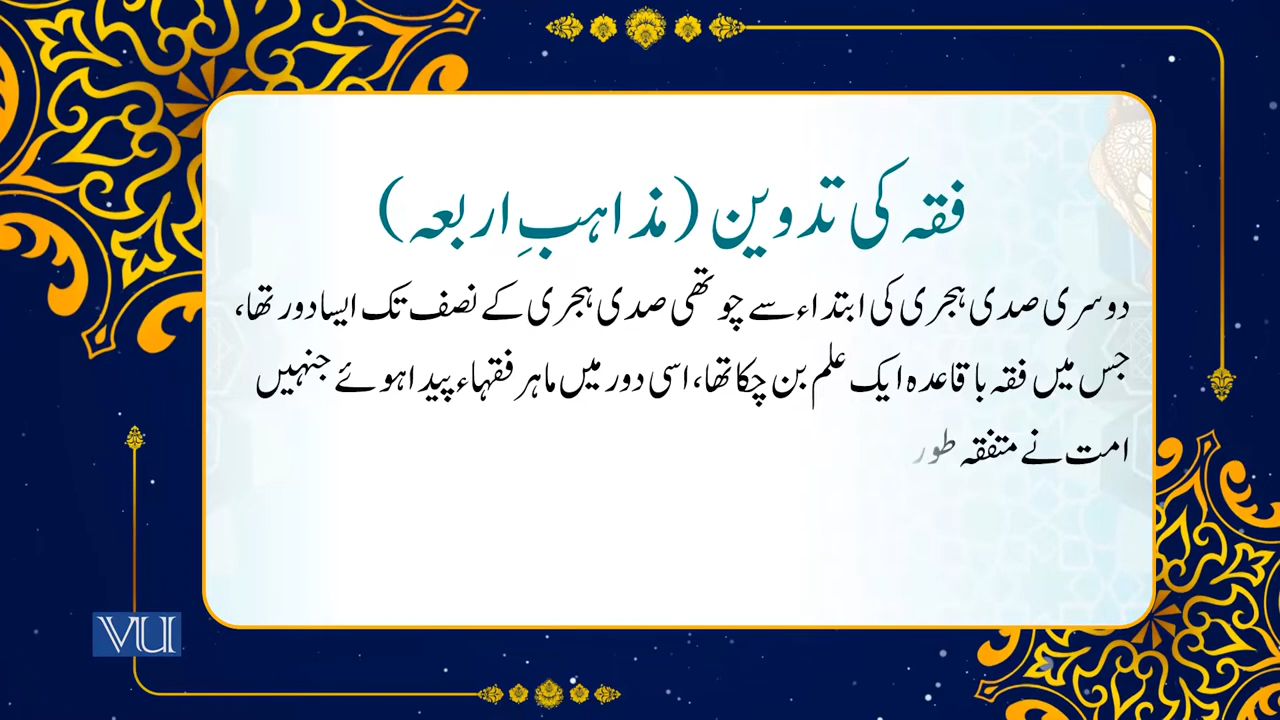 فقہ کی تدوین (مذاہبِ اربعہ)
دوسری صدی ہجری کی ابتداء سے چوتھی صدی ہجری کے نصف تک ایسا دور تھا،
جس میں فقہ باقاعدہ ایک علم بن چکا تھا، اسی دور میں ماہر فقہاء پیدا ہوئے جنہیں
امت نے متفقہ طور
VU